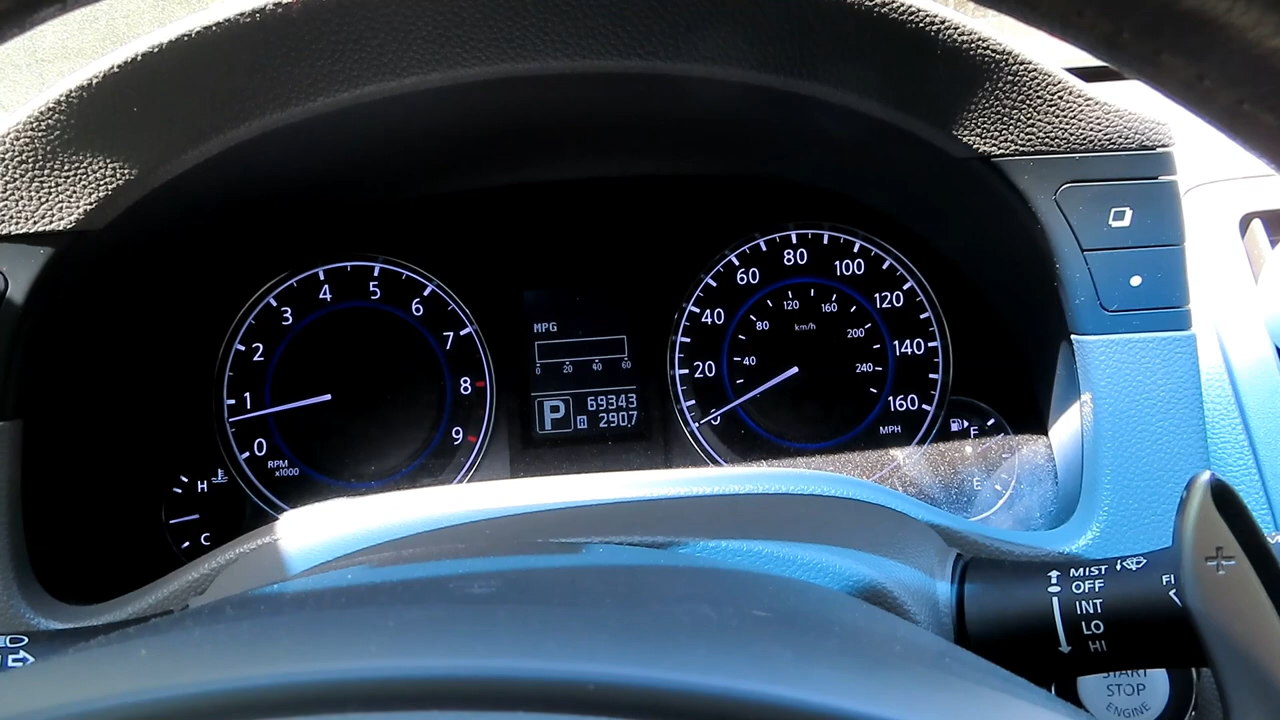 0
1
2
3
4
5
6
7
8
9
RPM
x1000
H
C
MPG
0 20 40 60
P 69343
A 290.7
20
40
60
80
100
120
140
160
MPH
40
80
120
160
200
240
km/h
F
E
MIST
OFF
INT
LO
HI
START
STOP
ENGINE